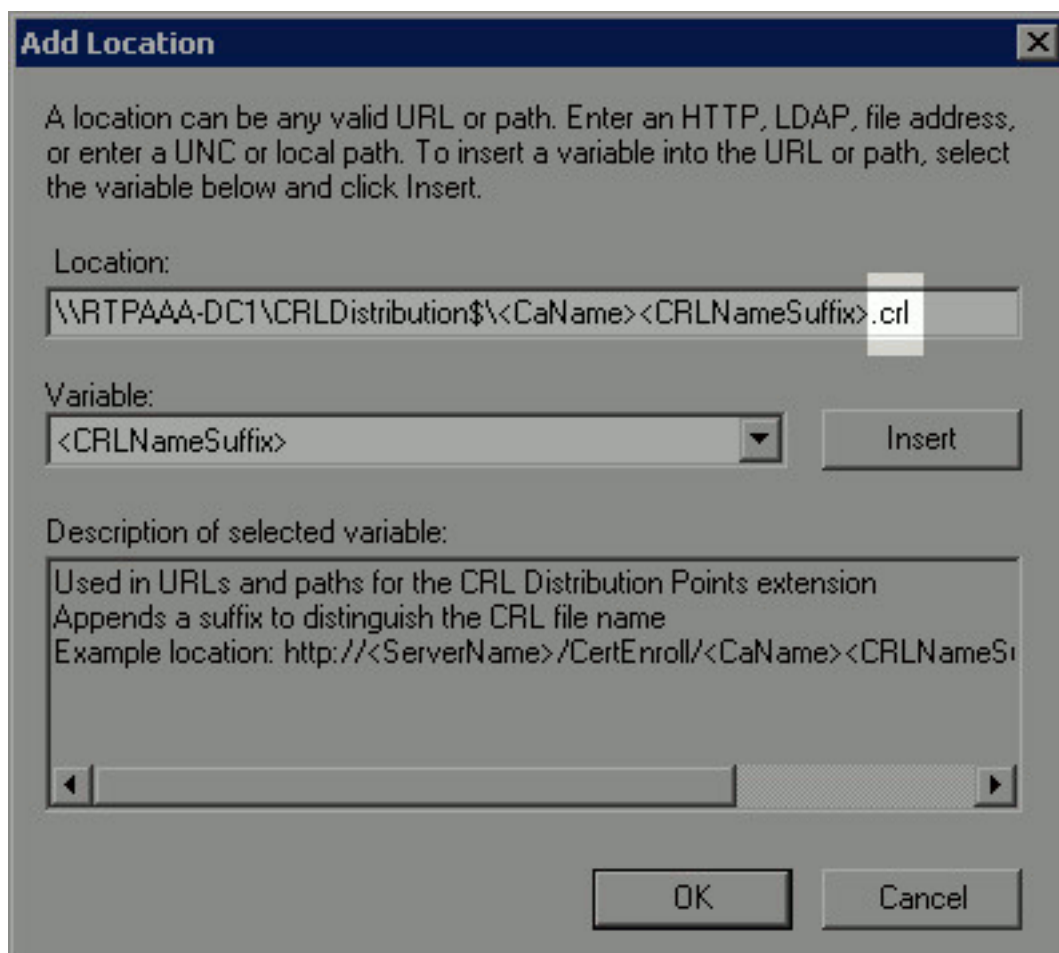 Add Location
A location can be any valid URL or path. Enter an HTTP, LDAP, file address,
or enter a UNC or local path. To insert a variable into the URL or path, select
the variable below and click Insert.
Location:
\\RTPAAA-DC1\CRLDistribution$\<CaName><CRLNameSuffix>.crl
Variable:
<CRLNameSuffix>
Insert
Description of selected variable:
Used in URLs and paths for the CRL Distribution Points extension
Appends a suffix to distinguish the CRL file name
Example location: http://<ServerName>/CertEnroll/<CaName><CRLNameSu
OK
Cancel